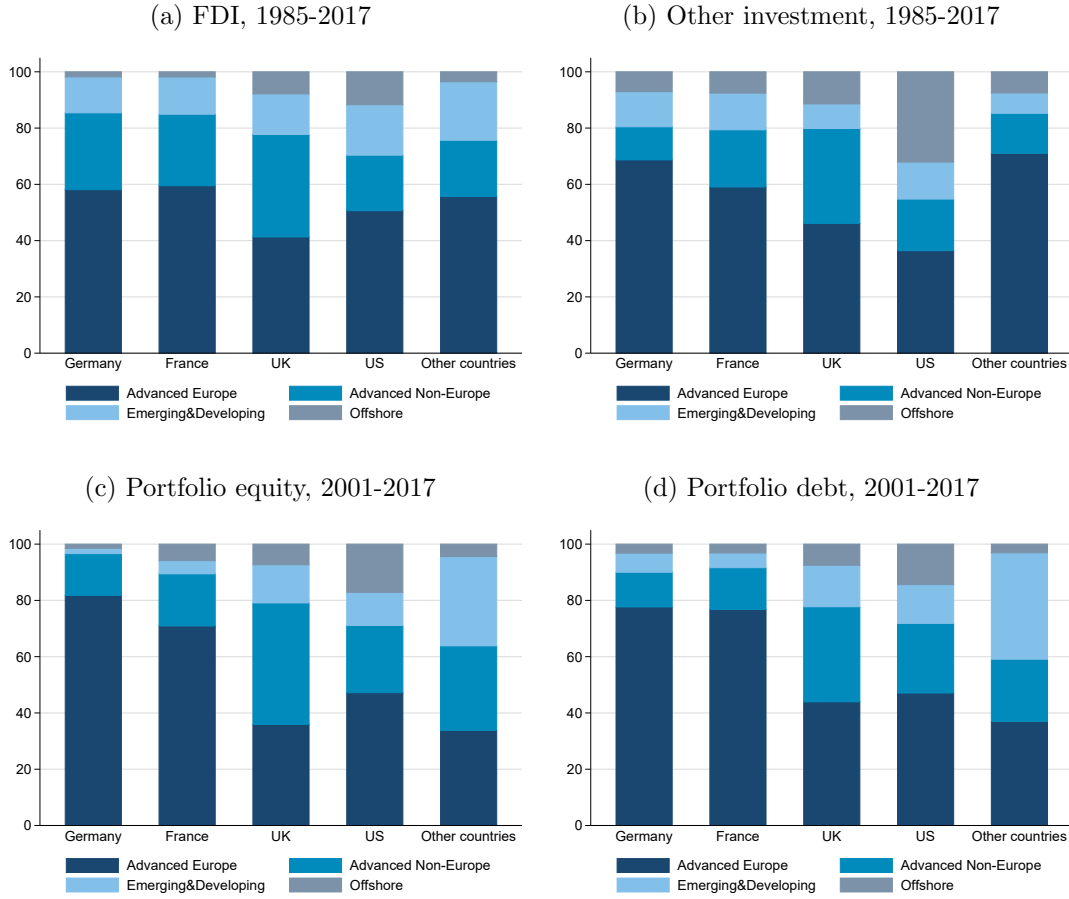 (a) FDI, 1985-2017
100
80
60
40
20
0
Germany France UK US Other countries
Advanced Europe Advanced Non-Europe
Emerging&Developing Offshore
(b) Other investment, 1985-2017
100
80
60
40
20
0
Germany France UK US Other countries
Advanced Europe Advanced Non-Europe
Emerging&Developing Offshore
(c) Portfolio equity, 2001-2017
100
80
60
40
20
0
Germany France UK US Other countries
Advanced Europe Advanced Non-Europe
Emerging&Developing Offshore
(d) Portfolio debt, 2001-2017
100
80
60
40
20
0
Germany France UK US Other countries
Advanced Europe Advanced Non-Europe
Emerging&Developing Offshore